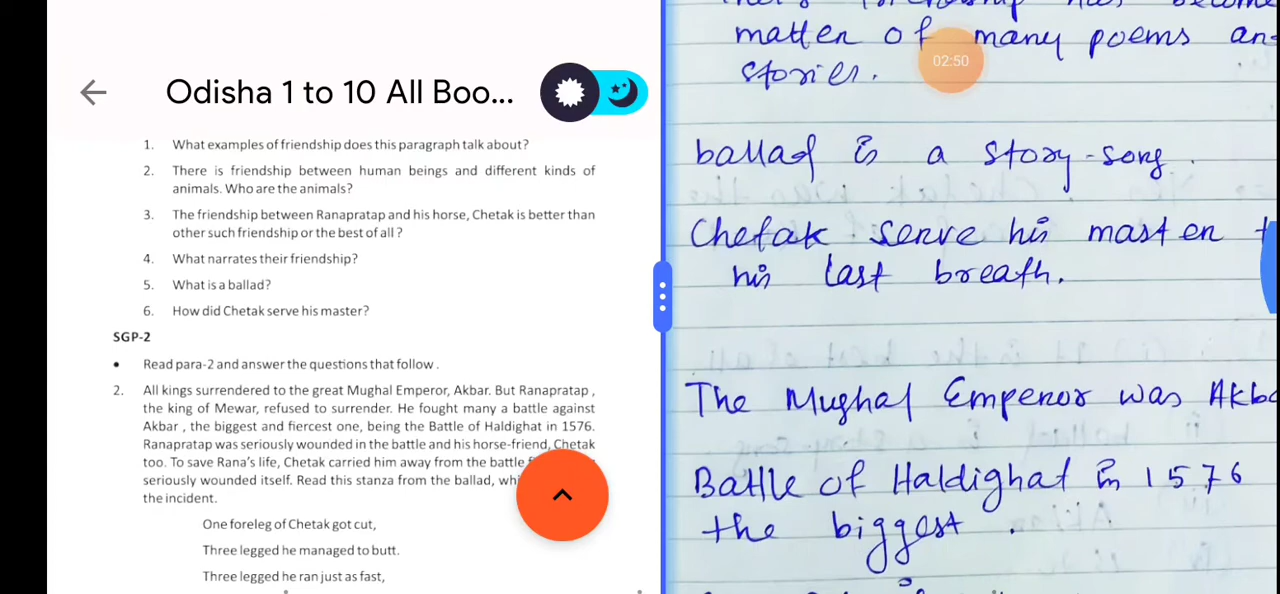 Odisha 1 to 10 All Boo...
1. What examples of friendship does this paragraph talk about?
2. There is friendship between human beings and different kinds of
animals. Who are the animals?
3. The friendship between Ranapratap and his horse, Chetak is better than
other such friendship or the best of all ?
4. What narrates their friendship?
5. What is a ballad?
6. How did Chetak serve his master?
SGP-2
• Read para-2 and answer the questions that follow .
2. All kings surrendered to the great Mughal Emperor, Akbar. But Ranapratap ,
the king of Mewar, refused to surrender. He fought many a battle against
Akbar , the biggest and fiercest one, being the Battle of Haldighat in 1576.
Ranapratap was seriously wounded in the battle and his horse-friend, Chetak
too. To save Rana's life, Chetak carried him away from the battle
seriously wounded itself. Read this stanza from the ballad,
the incident.
One foreleg of Chetak got cut,
Three legged he managed to butt.
Three legged he ran just as fast,
matter of many poems an
stories.
02:50
ballad is a story-song.
Chetak serve his master t
his last breath.
The Mughal Emperor was Akba
Battle of Haldighat in 1576
the biggest.